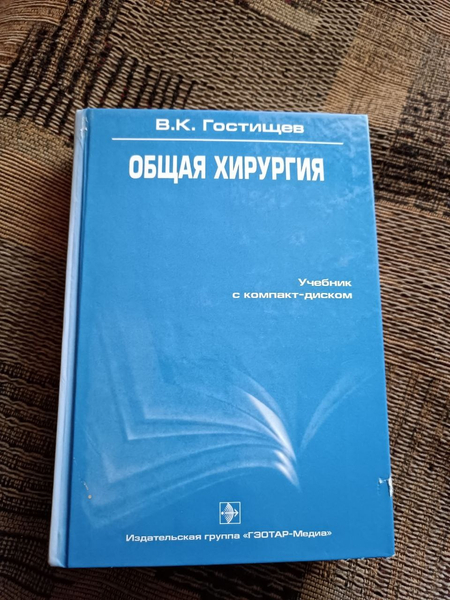 В.К. Гостищев
ОБЩАЯ ХИРУРГИЯ
Учебник
с компакт-диском
Издательская группа «ГЭОТАР-Медиа»